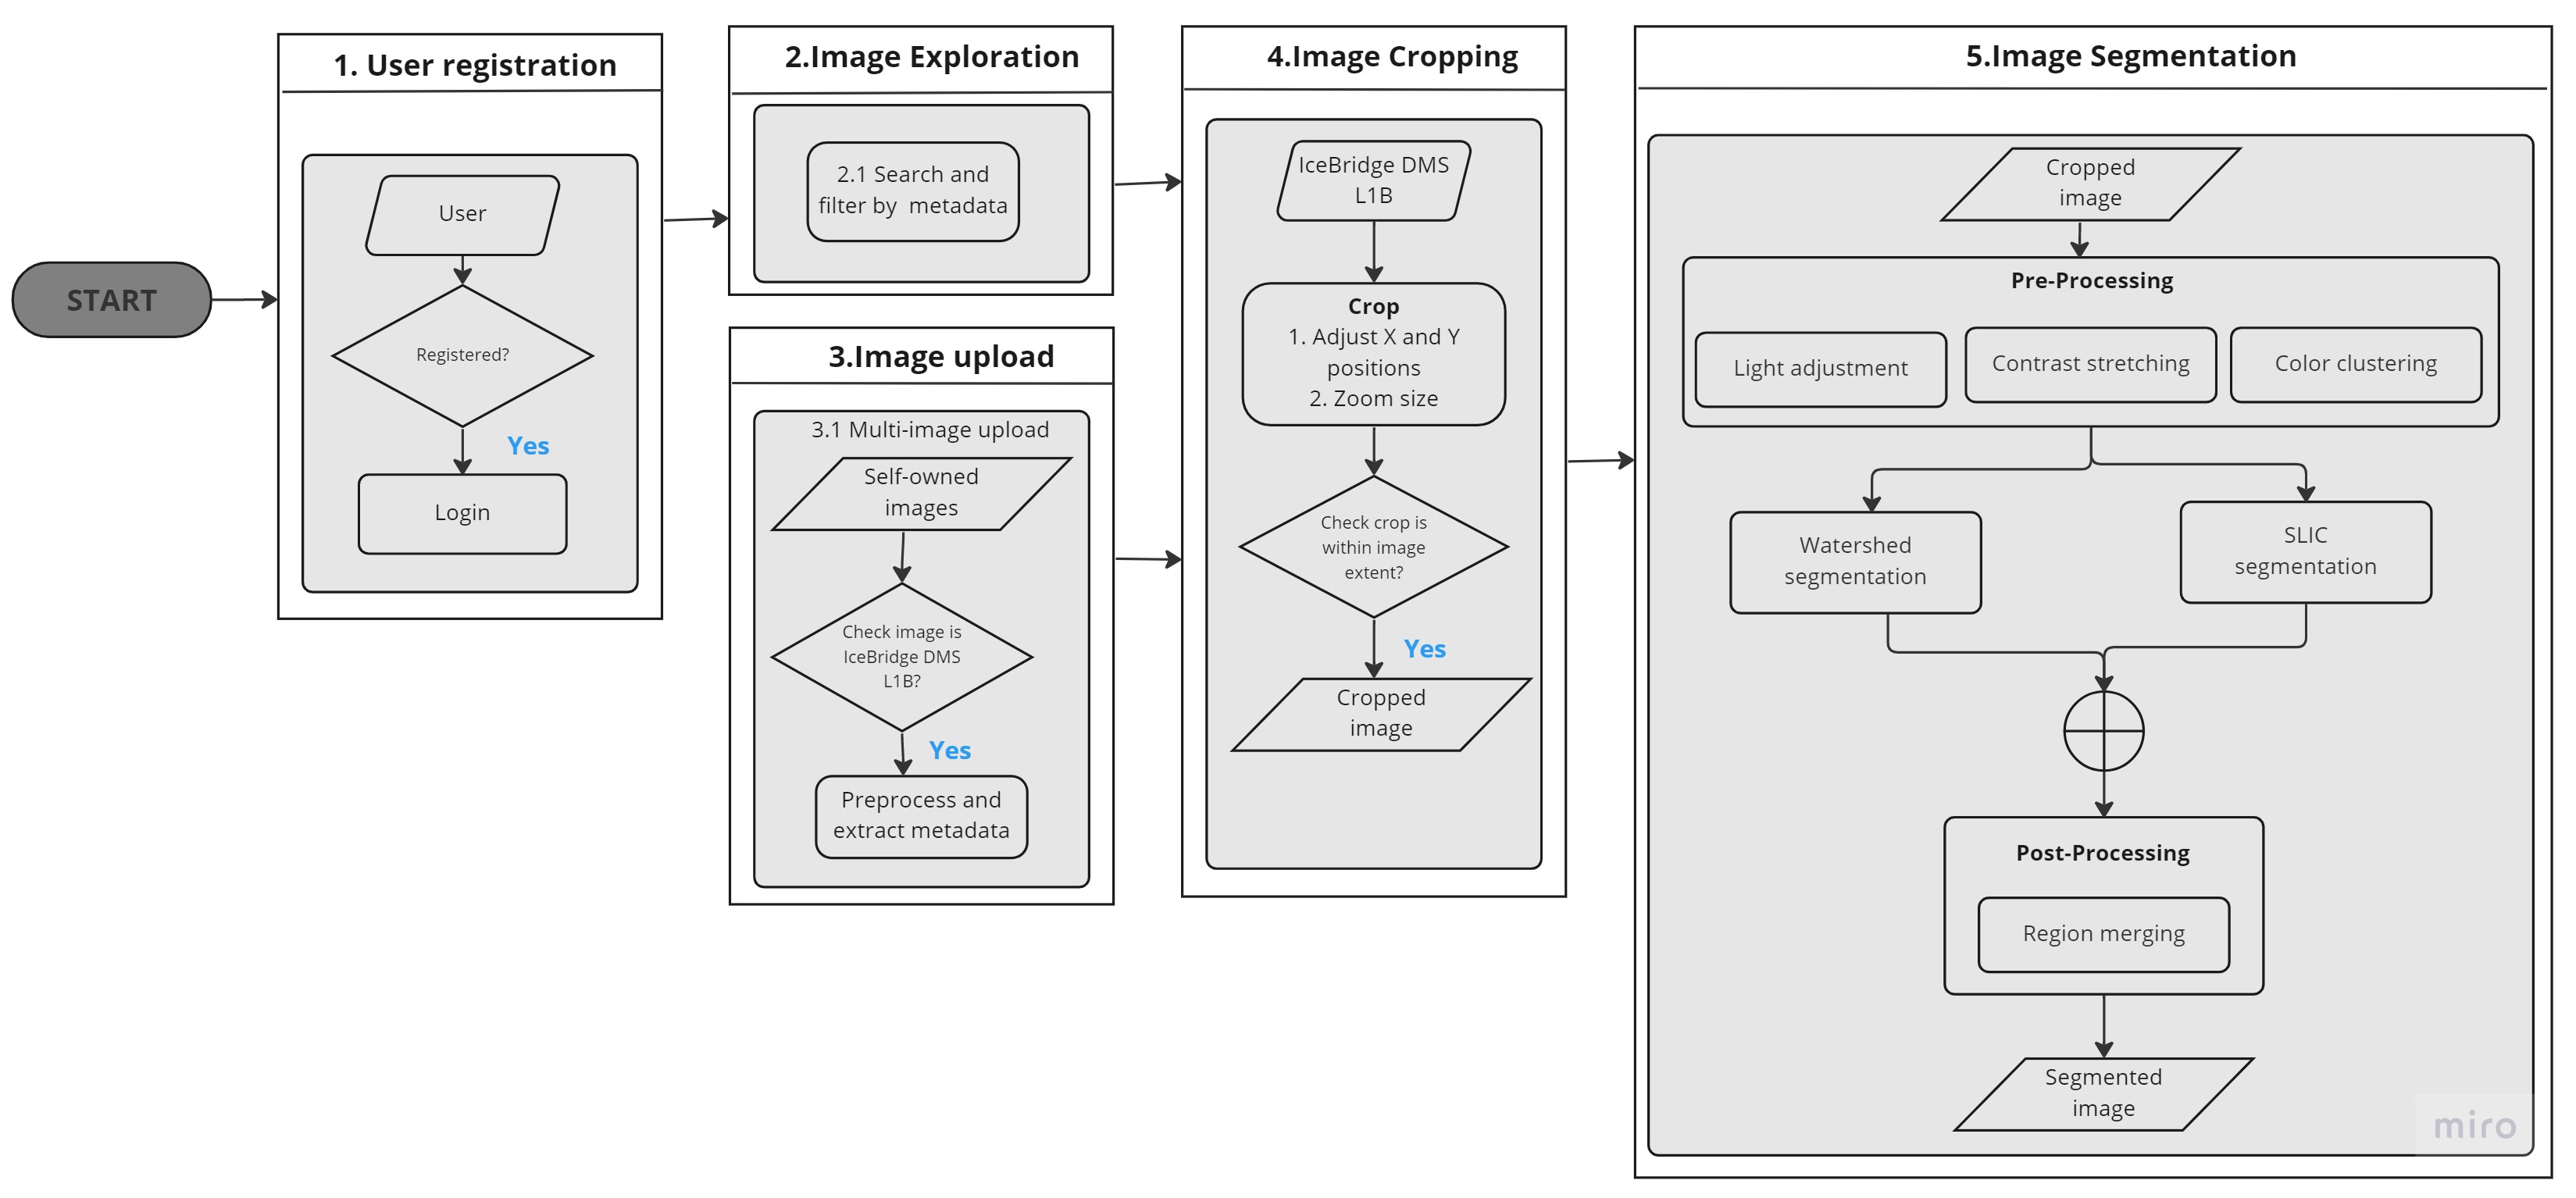 START
1. User registration
User
Registered?
Yes
Login
2.Image Exploration
2.1 Search and
filter by metadata
3.Image upload
3.1 Multi-image upload
Self-owned
images
Check image is
IceBridge DMS
L1B?
Yes
Preprocess and
extract metadata
4.Image Cropping
IceBridge DMS
L1B
Crop
1. Adjust X and Y
positions
2. Zoom size
Check crop is
within image
extent?
Yes
Cropped
image
5.Image Segmentation
Cropped
image
Pre-Processing
Light adjustment
Contrast stretching
Color clustering
Watershed
segmentation
SLIC
segmentation
Post-Processing
Region merging
Segmented
image
miro